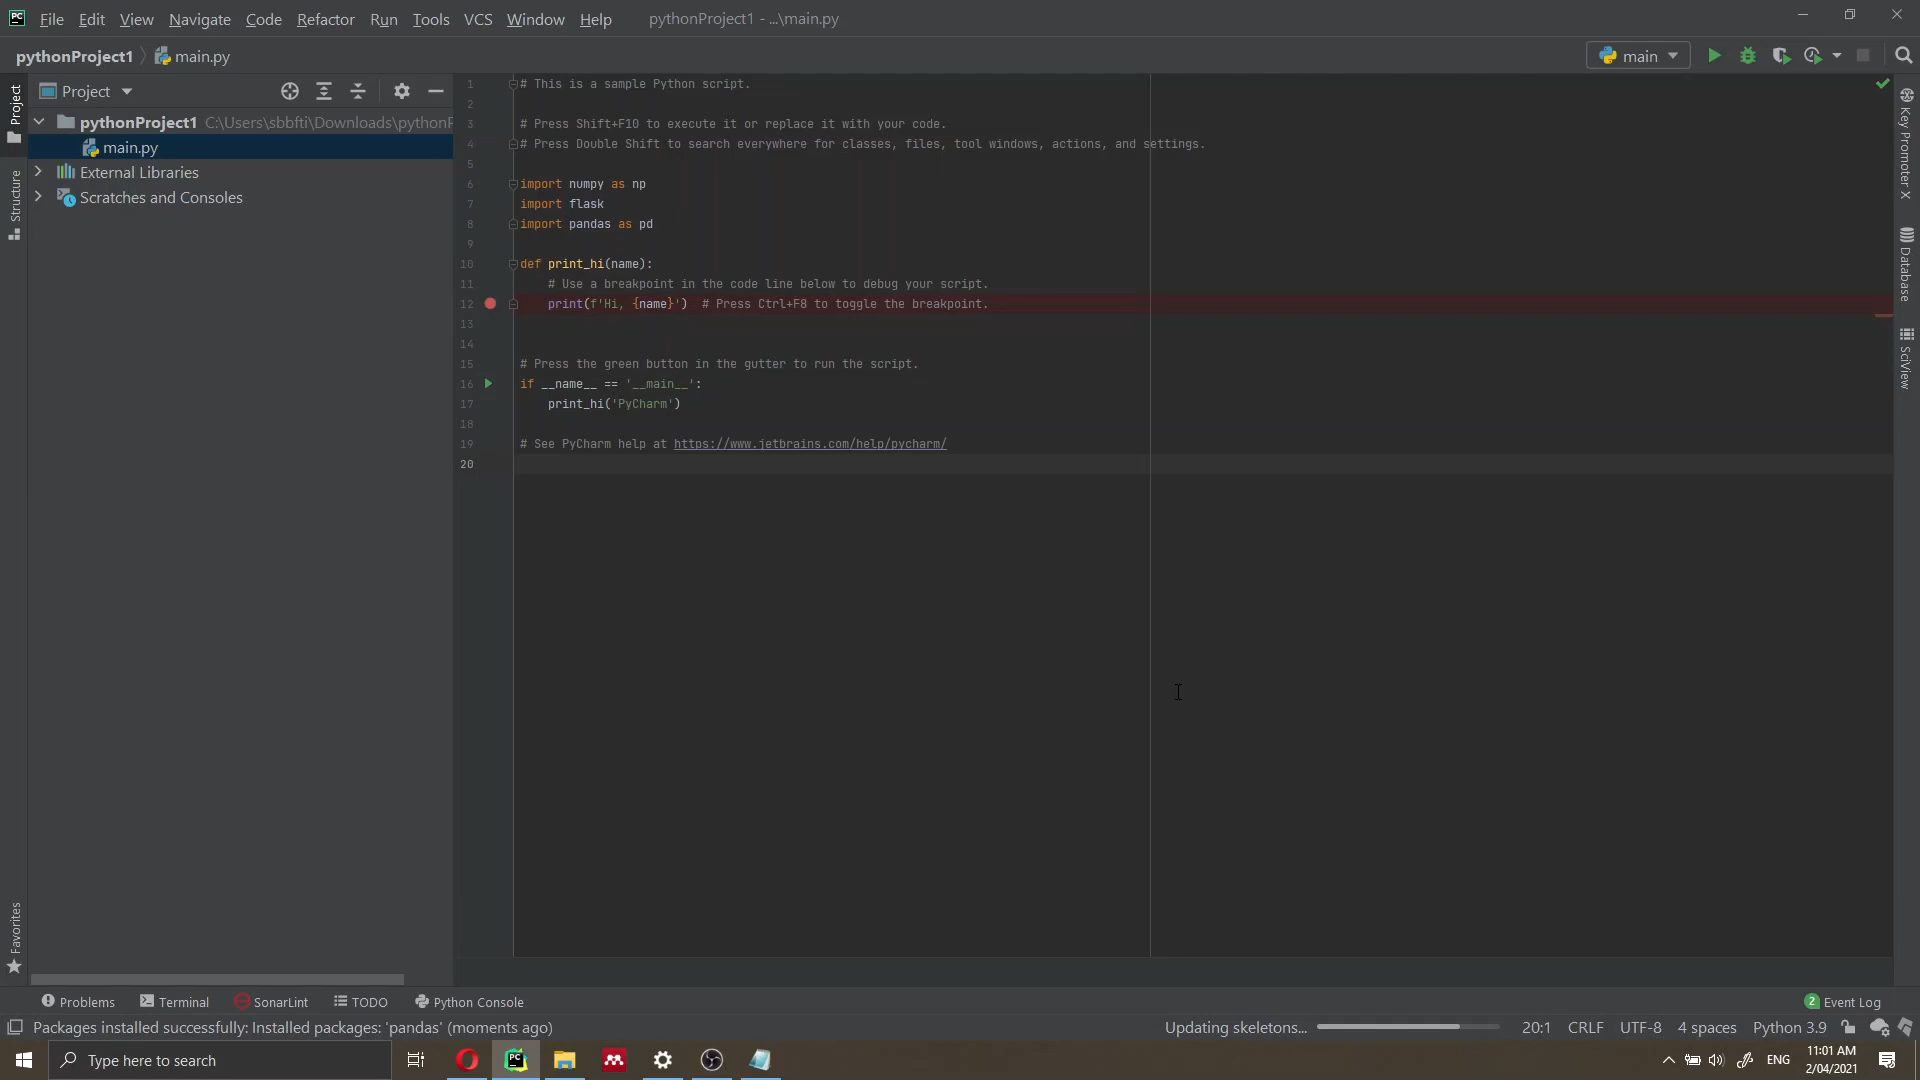 PC File Edit View Navigate Code Refactor Run Tools VCS Window Help pythonProject1 - ...\main.py
pythonProject1 main.py main
Project
pythonProject1 C:\Users\sbbfti\Downloads\pythonP
main.py
External Libraries
Scratches and Consoles
Project
Structure
Favorites
1 # This is a sample Python script.
2
3 # Press Shift+F10 to execute it or replace it with your code.
4 # Press Double Shift to search everywhere for classes, files, tool windows, actions, and settings.
5
6 import numpy as np
7 import flask
8 import pandas as pd
9
10 def print_hi(name):
11 # Use a breakpoint in the code line below to debug your script.
12 print(f'Hi, {name}') # Press Ctrl+F8 to toggle the breakpoint.
13
14
15 # Press the green button in the gutter to run the script.
16 if __name__ == '__main__':
17 print_hi('PyCharm')
18
19 # See PyCharm help at https://www.jetbrains.com/help/pycharm/
20
Key Promoter X
Database
SciView
Problems Terminal SonarLint TODO Python Console 2 Event Log
Packages installed successfully: Installed packages: 'pandas' (moments ago) Updating skeletons... 20:1 CRLF UTF-8 4 spaces Python 3.9
Type here to search PC ENG 11:01 AM
2/04/2021